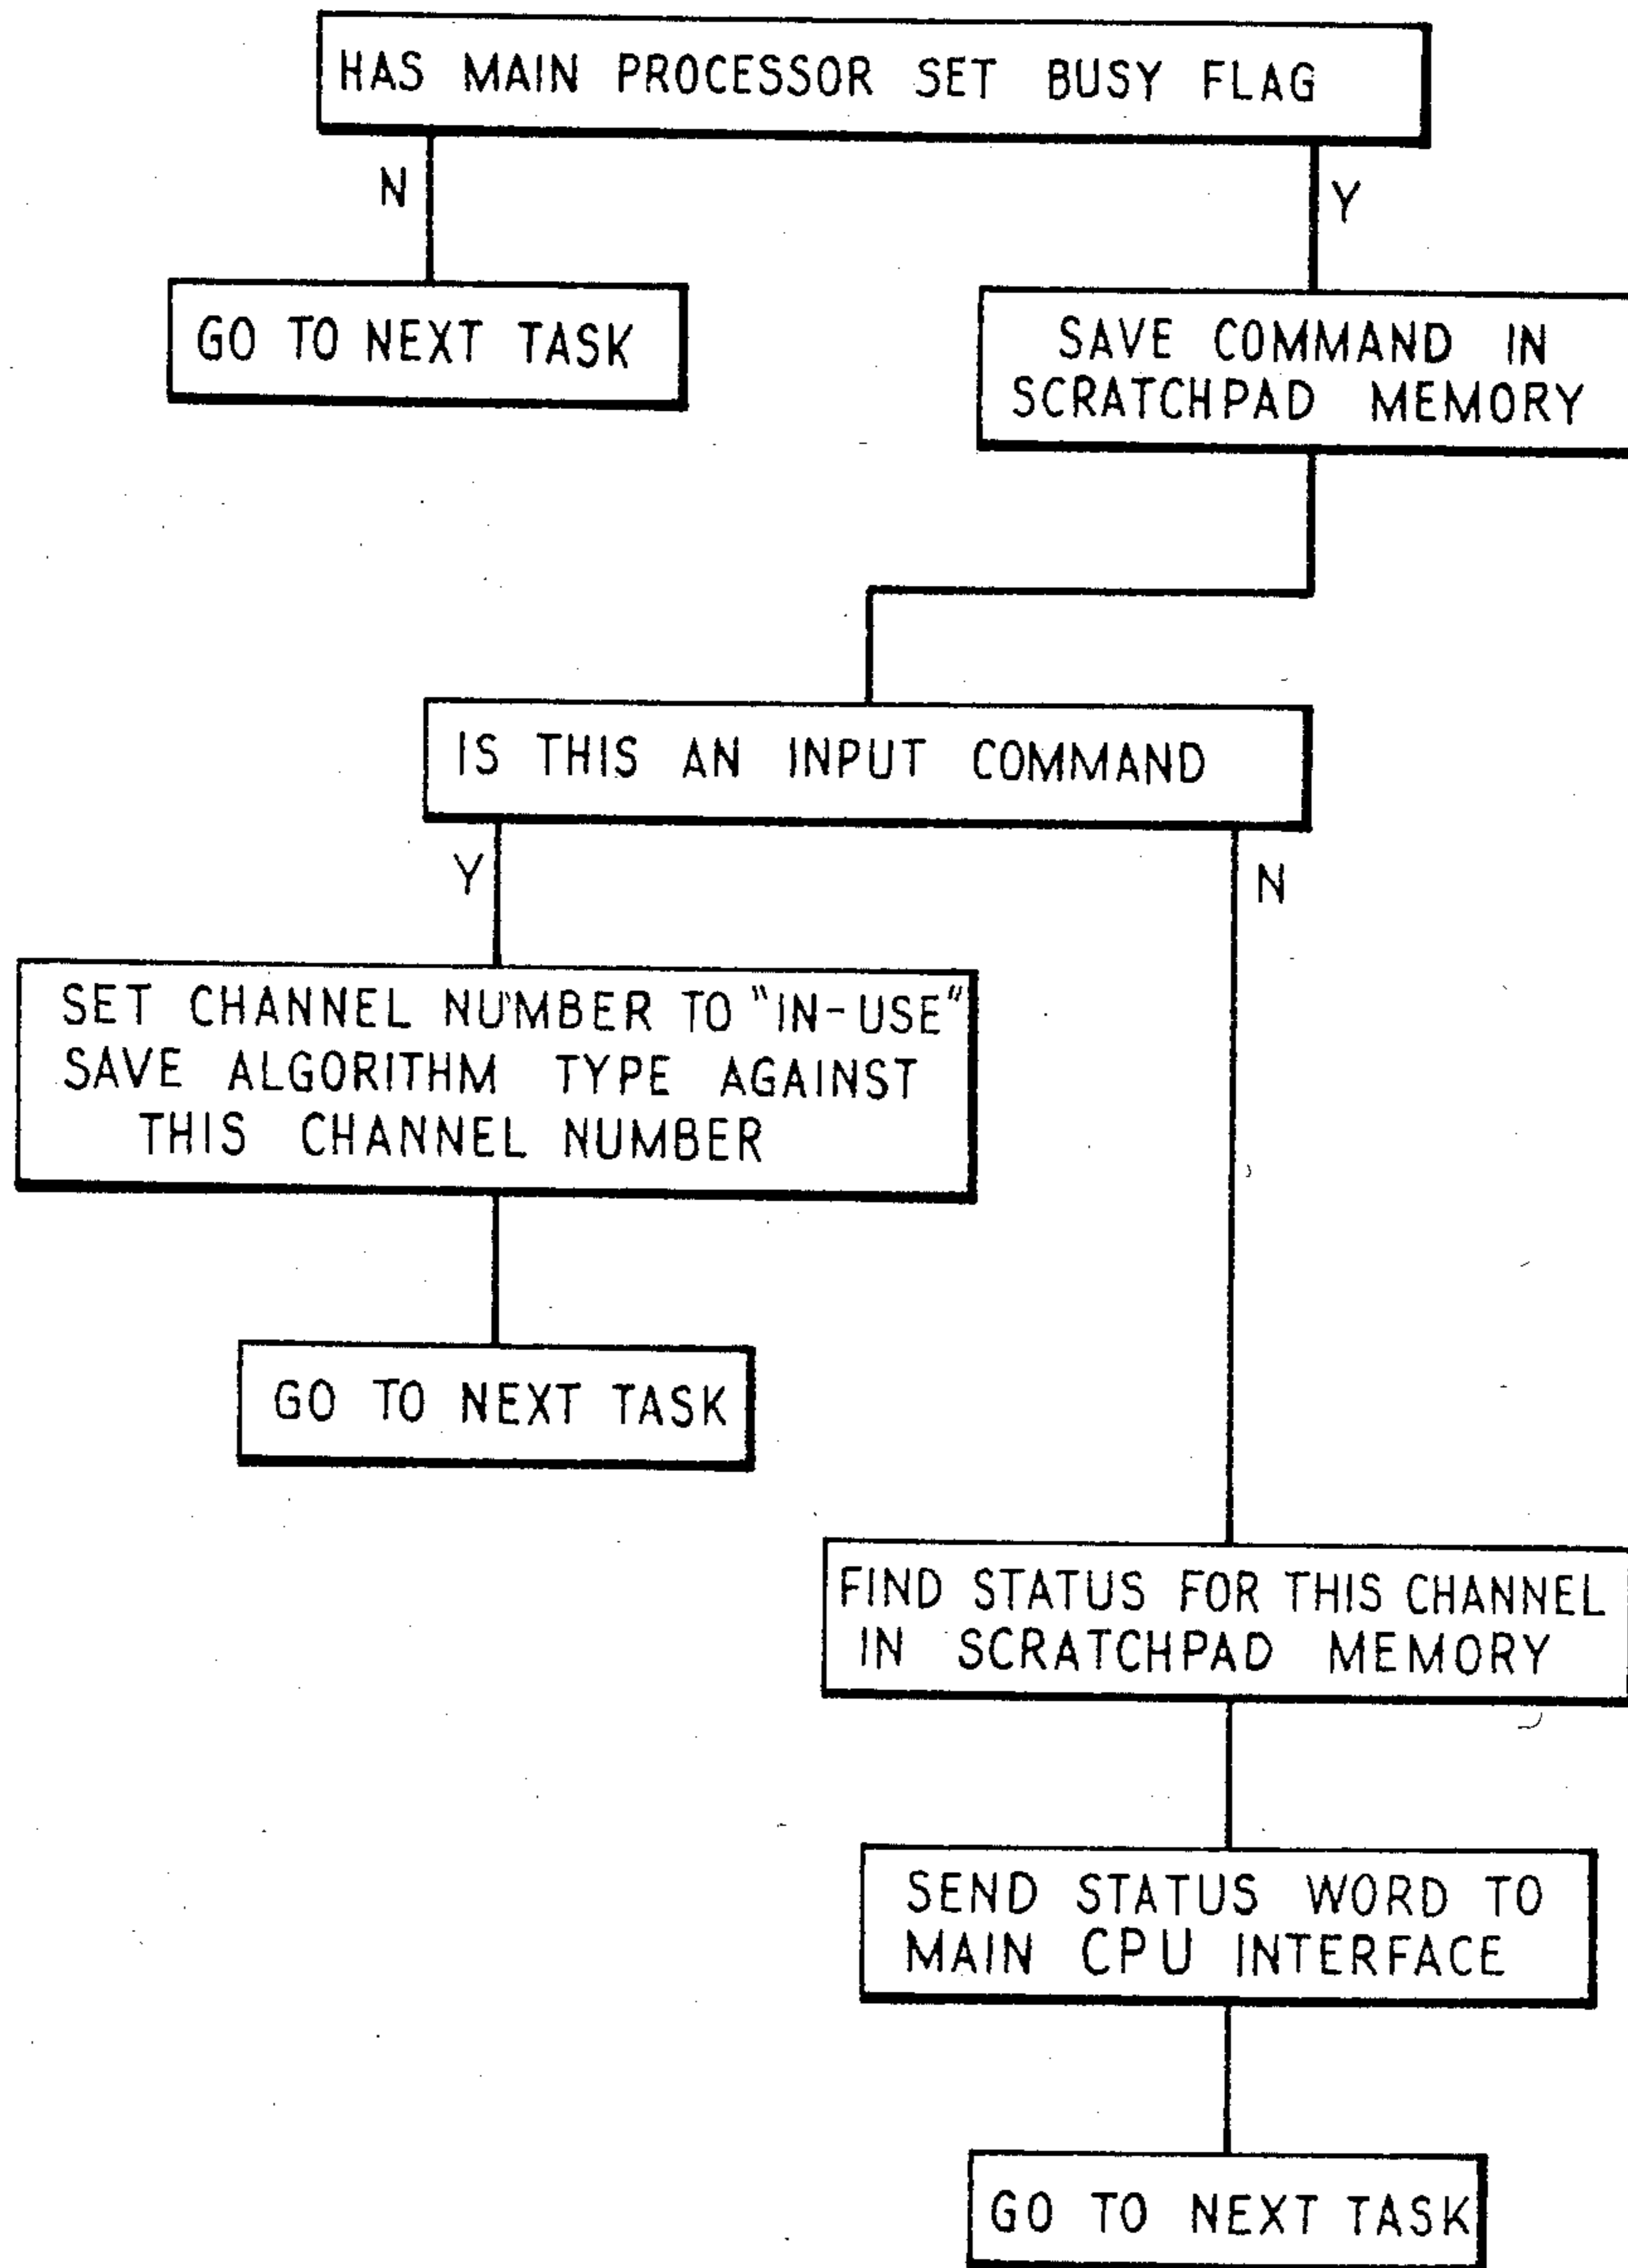 HAS MAIN PROCESSOR SET BUSY FLAG
N
Y
GO TO NEXT TASK
SAVE COMMAND IN
SCRATCHPAD MEMORY
IS THIS AN INPUT COMMAND
Y
N
SET CHANNEL NUMBER TO "IN-USE"
SAVE ALGORITHM TYPE AGAINST
THIS CHANNEL NUMBER
GO TO NEXT TASK
FIND STATUS FOR THIS CHANNEL
IN SCRATCHPAD MEMORY
SEND STATUS WORD TO
MAIN CPU INTERFACE
GO TO NEXT TASK